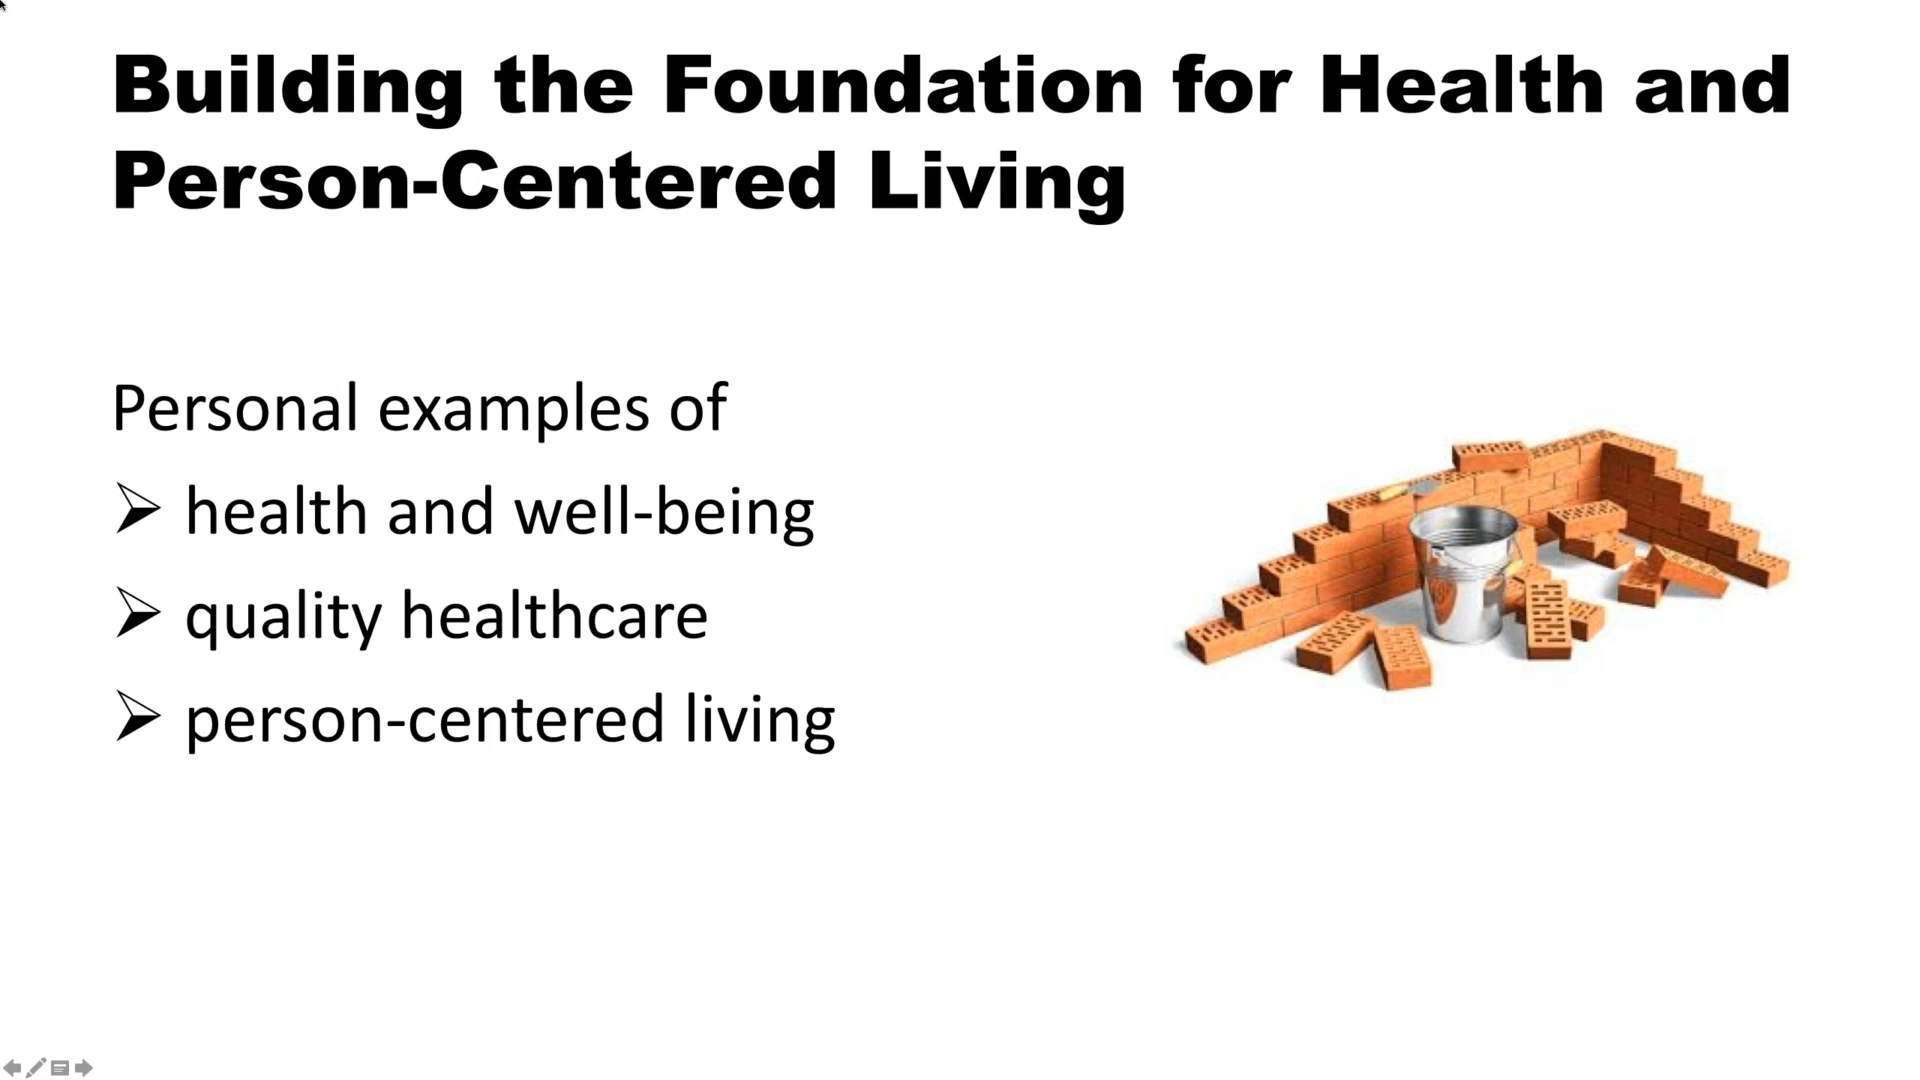 Building the Foundation for Health and
Person-Centered Living
Personal examples of
➢ health and well-being
➢ quality healthcare
➢ person-centered living